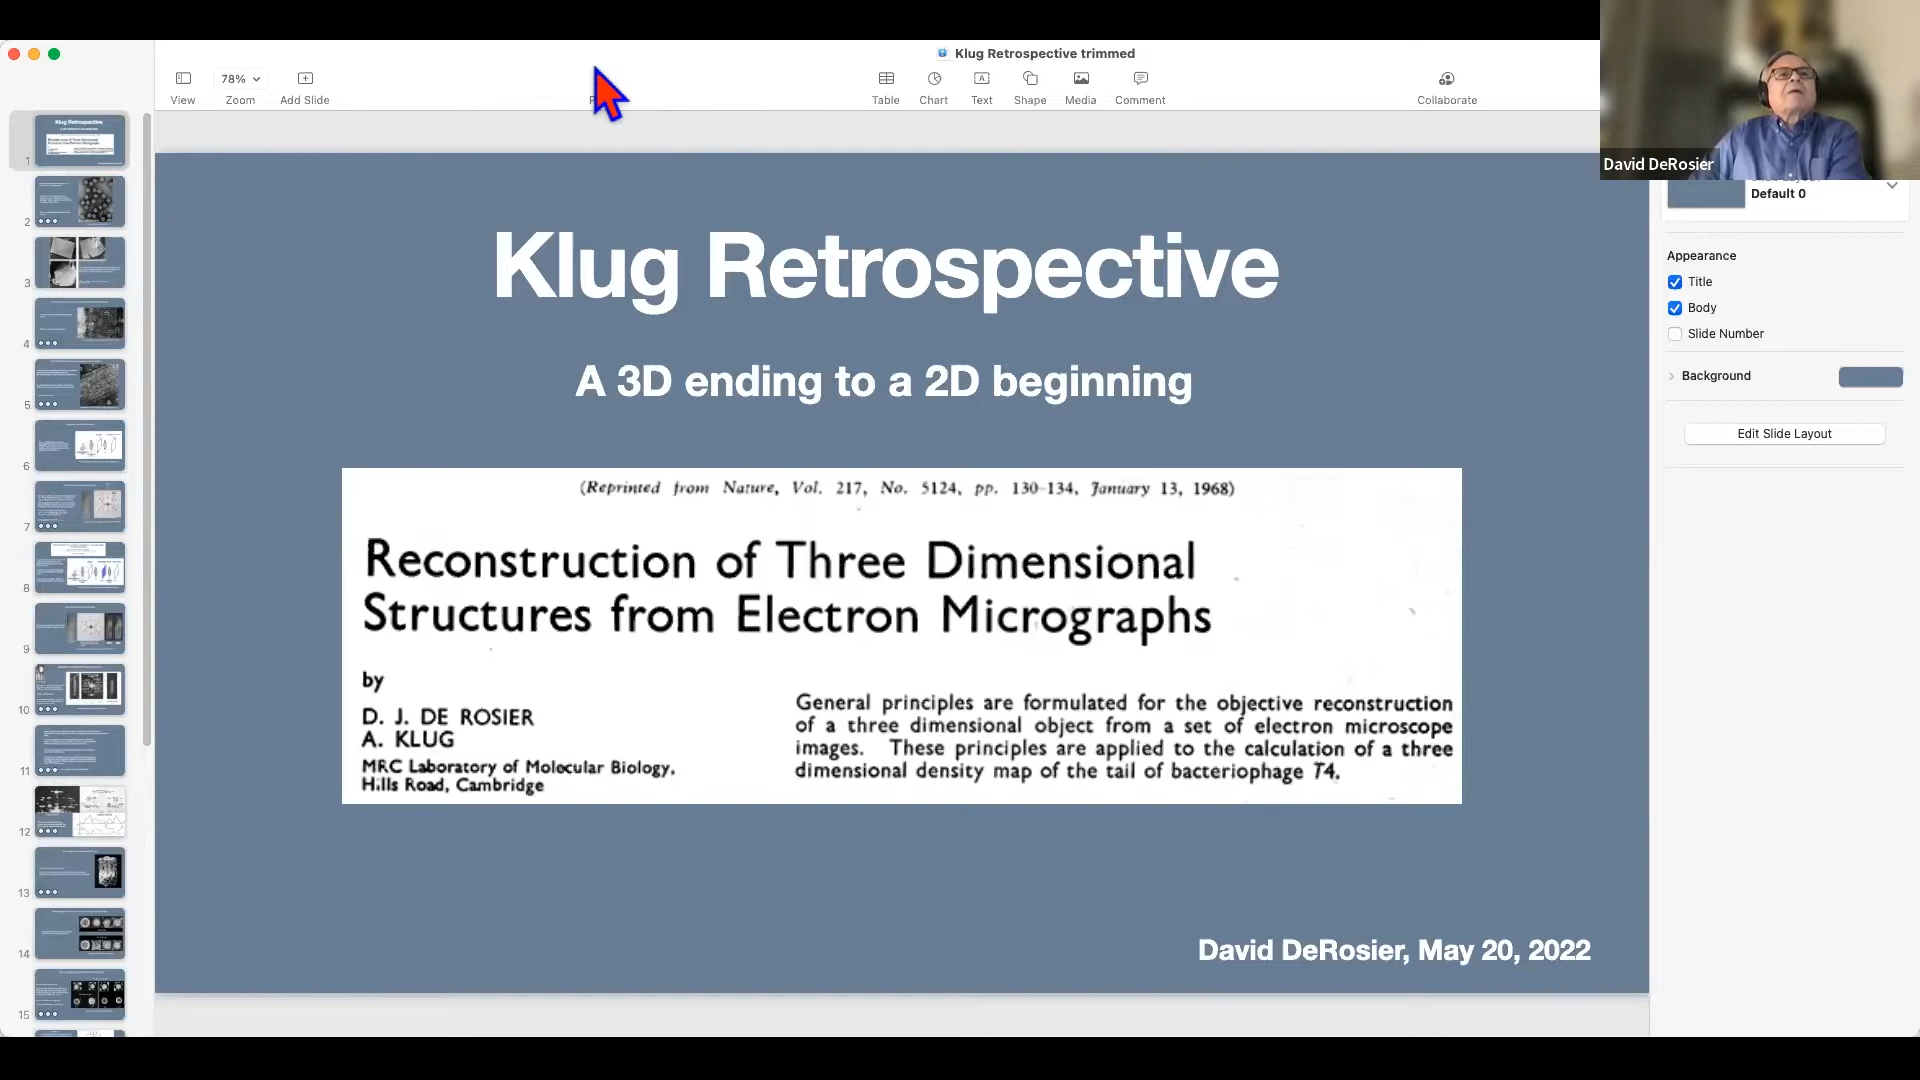 Klug Retrospective trimmed
78%
View
Zoom
Add Slide
Table
Chart
Text
Shape
Media
Comment
Collaborate
David DeRosier
Default 0
Appearance
Title
Body
Slide Number
Background
Edit Slide Layout
1
2
3
4
5
6
7
8
9
10
11
12
13
14
15
Klug Retrospective
A 3D ending to a 2D beginning
(Reprinted from Nature, Vol. 217, No. 5124, pp. 130-134, January 13, 1968)
Reconstruction of Three Dimensional
Structures from Electron Micrographs
by
D. J. DE ROSIER
A. KLUG
MRC Laboratory of Molecular Biology,
Hills Road, Cambridge
General principles are formulated for the objective reconstruction
of a three dimensional object from a set of electron microscope
images. These principles are applied to the calculation of a three
dimensional density map of the tail of bacteriophage T4.
David DeRosier, May 20, 2022